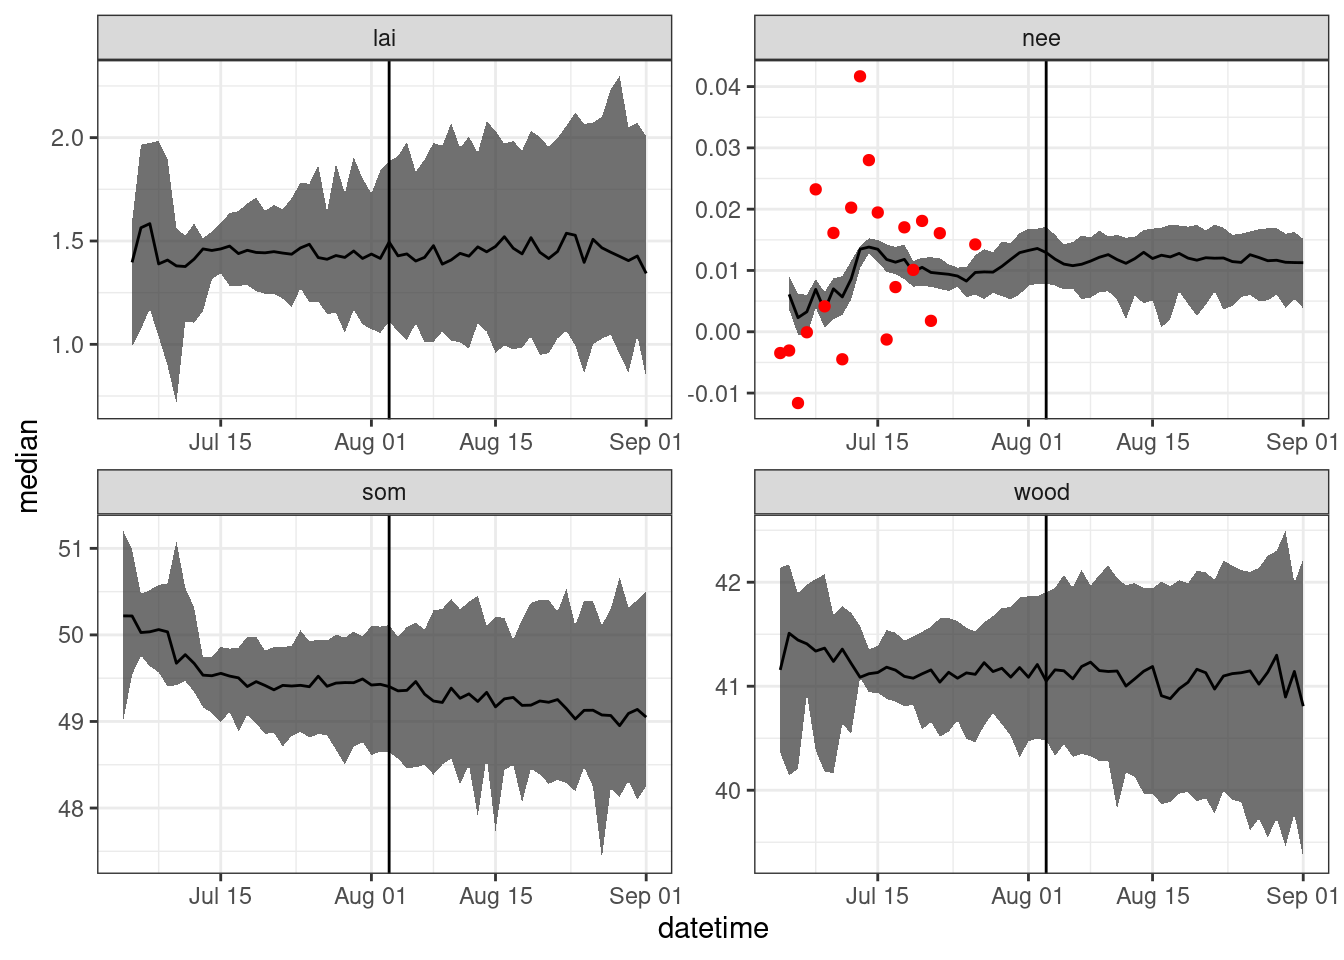 lai
nee
2.0
1.5
1.0
0.04
0.03
0.02
0.01
0.00
-0.01
Jul 15 Aug 01 Aug 15 Sep 01
Jul 15 Aug 01 Aug 15 Sep 01
median
som
wood
51
50
49
48
42
41
40
Jul 15 Aug 01 Aug 15 Sep 01
Jul 15 Aug 01 Aug 15 Sep 01
datetime